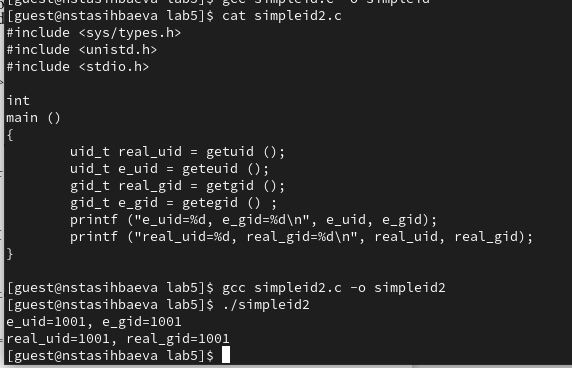 [guest@nstasihbaeva lab5]$ gcc simpleid.c -o simpleid
[guest@nstasihbaeva lab5]$ cat simpleid2.c
#include <sys/types.h>
#include <unistd.h>
#include <stdio.h>
int
main ()
{
        uid_t real_uid = getuid ();
        uid_t e_uid = geteuid ();
        gid_t real_gid = getgid ();
        gid_t e_gid = getegid () ;
        printf ("e_uid=%d, e_gid=%d\n", e_uid, e_gid);
        printf ("real_uid=%d, real_gid=%d\n", real_uid, real_gid);
}
[guest@nstasihbaeva lab5]$ gcc simpleid2.c -o simpleid2
[guest@nstasihbaeva lab5]$ ./simpleid2
e_uid=1001, e_gid=1001
real_uid=1001, real_gid=1001
[guest@nstasihbaeva lab5]$